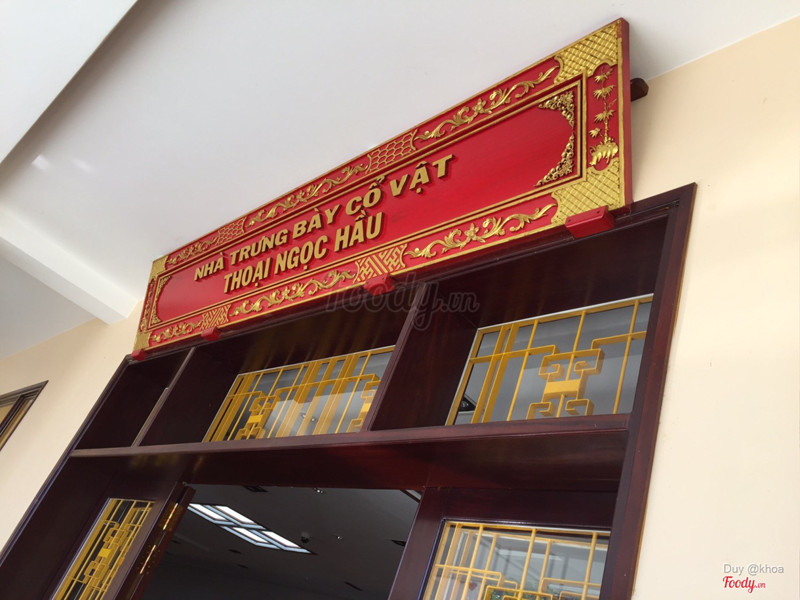 NHÀ TRƯNG BÀY CỔ VẬT
THOẠI NGỌC HẦU
foody.vn
Duy @khoa
Foody.vn